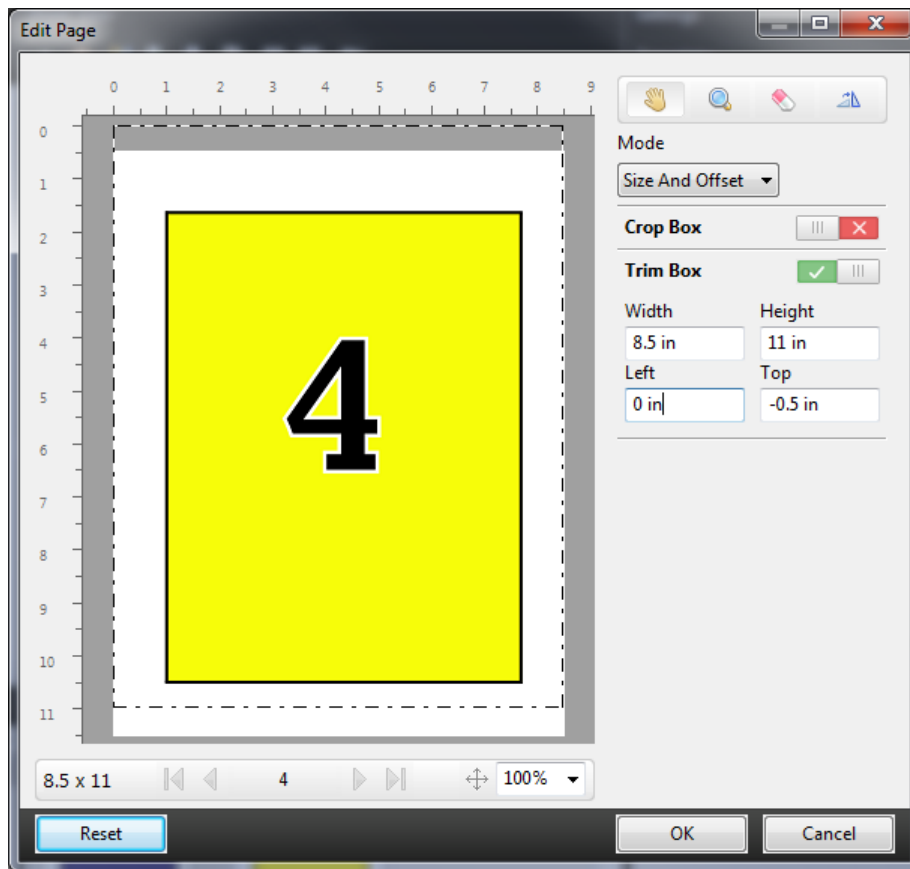 Edit Page
0 1 2 3 4 5 6 7 8 9
0
1
2
3
4
5
6
7
8
9
10
11
4
Mode
Size And Offset
Crop Box
Trim Box
Width Height
8.5 in 11 in
Left Top
0 in -0.5 in
8.5 x 11 4 100%
Reset OK Cancel